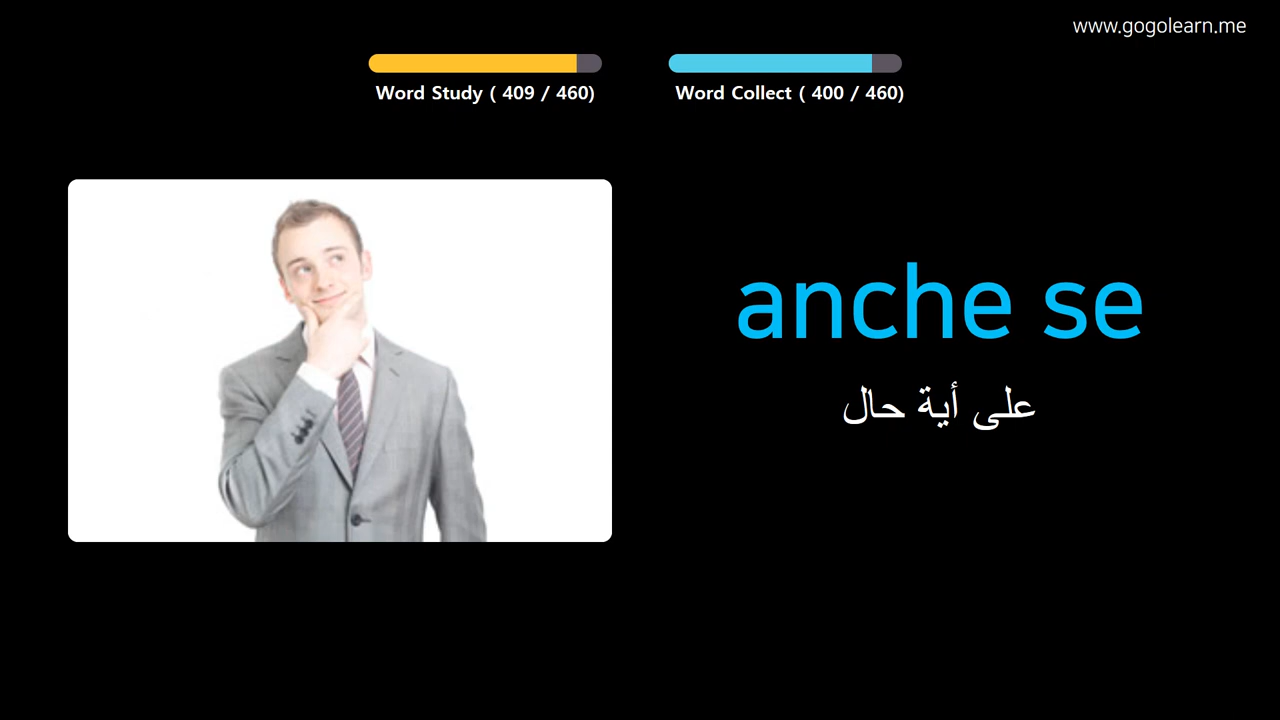 www.gogolearn.me
Word Study ( 409 / 460)
Word Collect ( 400 / 460)
anche se
على أية حال